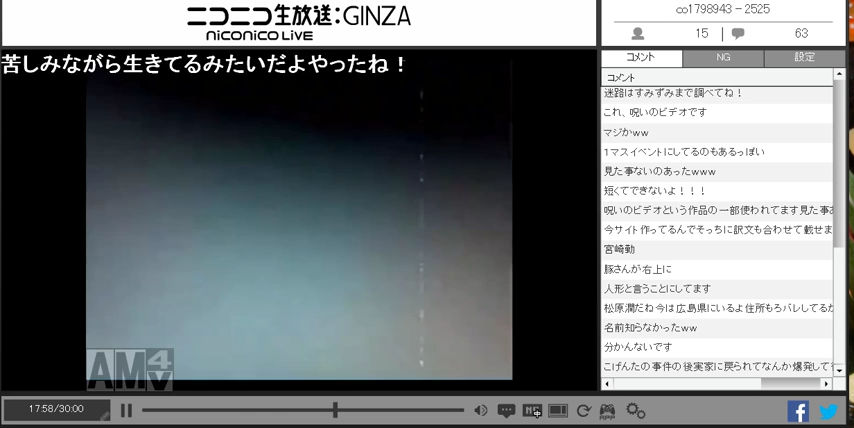 ニコニコ生放送:GINZA
niconico Live
co1798943 − 2525
15 | 63
苦しみながら生きてるみたいだよやったね！
コメント NG 設定
コメント
迷路はすみずみまで調べてね！
これ、呪いのビデオです
マジかww
1マスイベントにしてるのもあるっぽい
見た事ないのあったwww
短くてできないよ！！！
呪いのビデオという作品の一部使われてます見た事あ
今サイト作ってるんでそっちに訳文も合わせて載せま
宮崎勤
豚さんが右上に
人形と言うことにしてます
松原潤だね今は広島県にいるよ住所もろバレしてるか
名前知らなかったww
分かんないです
こげんたの事件の後実家に戻られてなんか爆発して
AM4V
17:58/30:00